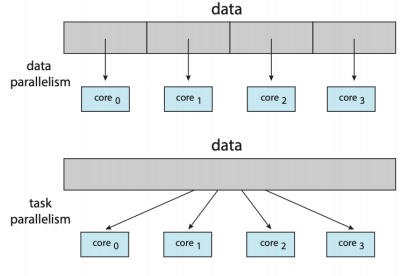 data
data
parallelism
core 0
core 1
core 2
core 3
data
task
parallelism
core 0
core 1
core 2
core 3